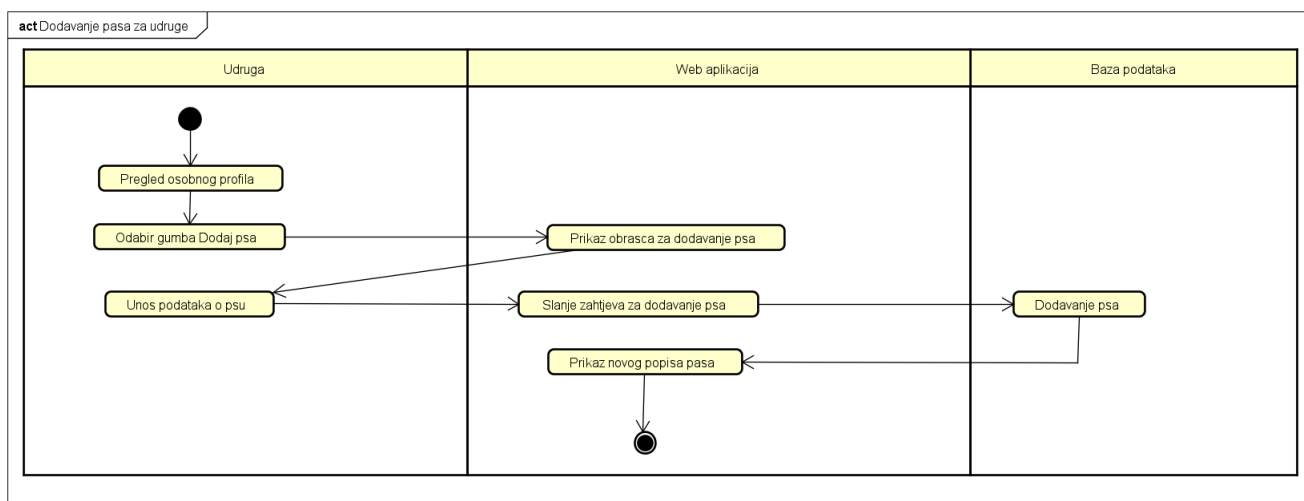 act Dodavanje pasa za udruge
Udruga
Web aplikacija
Baza podataka
Pregled osobnog profila
Odabir gumba Dodaj psa
Prikaz obrasca za dodavanje psa
Unos podataka o psu
Slanje zahtjeva za dodavanje psa
Dodavanje psa
Prikaz novog popisa pasa